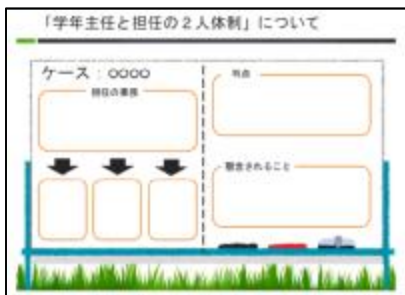 「学年主任と担任の2人体制」について
ケース：○○○○
担任の業務
利点
懸念されること